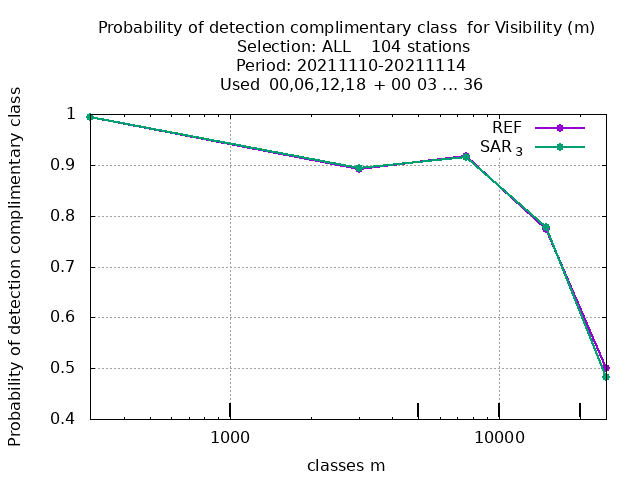 Probability of detection complimentary class  for Visibility (m)
Selection: ALL    104 stations
Period: 20211110-20211114
Used  00,06,12,18  + 00 03 ... 36
Probability of detection complimentary class
1
0.9
0.8
0.7
0.6
0.5
0.4
REF
SAR 3
1000
10000
classes m